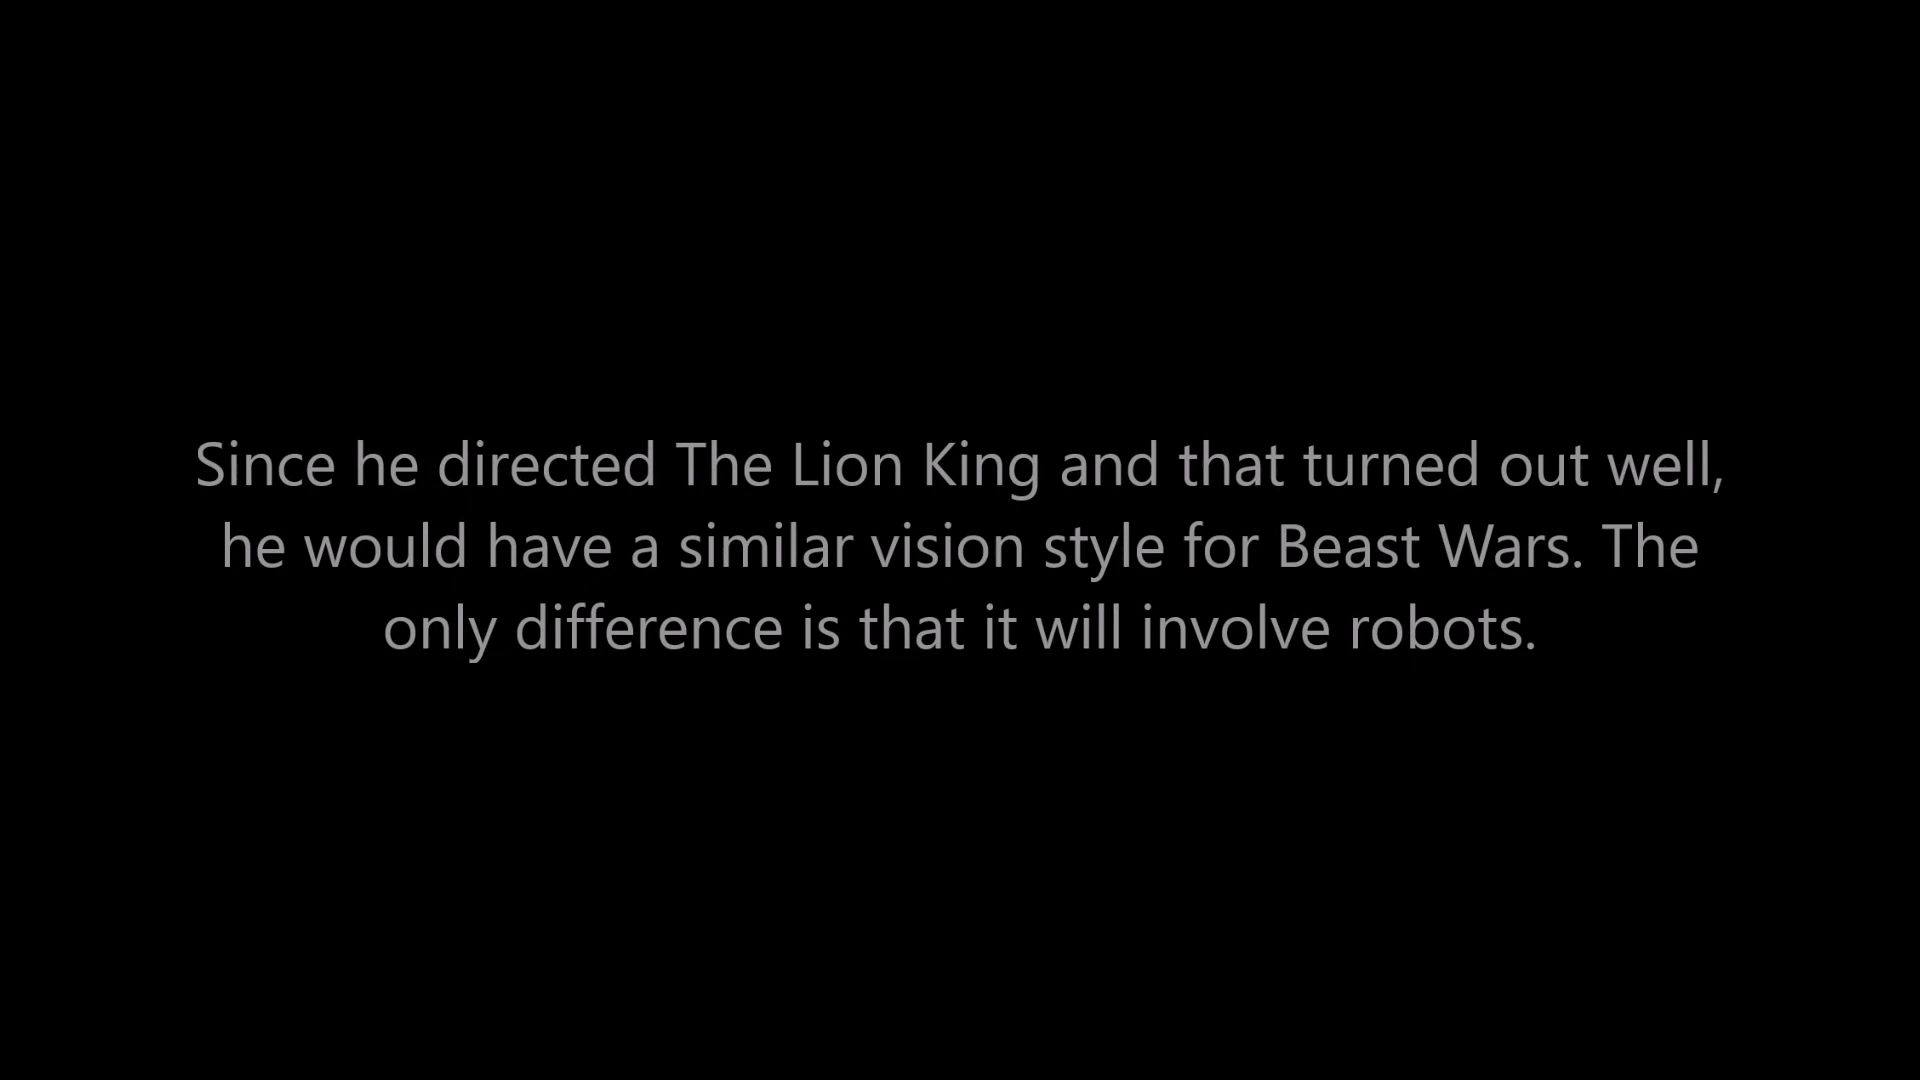 Since he directed The Lion King and that turned out well,
he would have a similar vision style for Beast Wars. The
only difference is that it will involve robots.